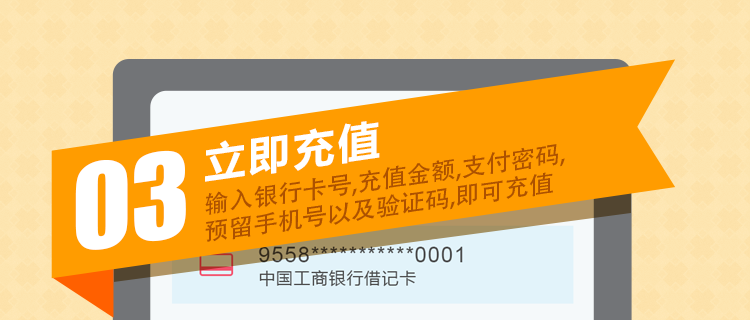 03
立即充值
输入银行卡号,充值金额,支付密码,
预留手机号以及验证码,即可充值
9558***********0001
中国工商银行借记卡